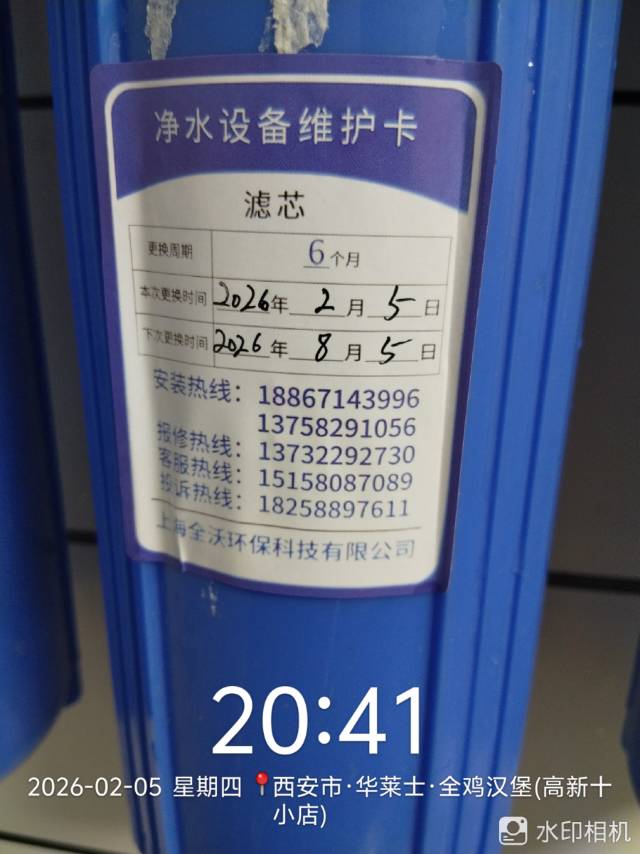 净水设备维护卡
滤芯
更换周期 6个月
本次更换时间 2026年 2 月 5 日
下次更换时间 2026年 8 月 5 日
安装热线：18867143996
13758291056
报修热线：13732292730
客服热线：15158087089
投诉热线：18258897611
上海全沃环保科技有限公司
20:41
2026-02-05 星期四 西安市·华莱士·全鸡汉堡(高新十
小店)
水印相机